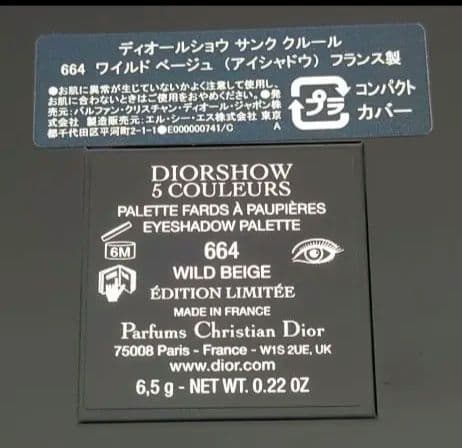 ディオールショウ サンク クルール
664 ワイルド ベージュ（アイシャドウ）フランス製
●お肌に異常が生じていないかよく注意して使用し、
お肌に合わないときはご使用をおやめください。●発
売元：パルファン・クリスチャン・ディオール・ジャポン株
式会社 製造販売元：エル・シー・エス株式会社 東京
都千代田区平河町2-1-1●E000000741/C A
プラ
コンパクト
カバー
DIORSHOW
5 COULEURS
PALETTE FARDS À PAUPIÈRES
EYESHADOW PALETTE
6M
664
WILD BEIGE
ÉDITION LIMITÉE
MADE IN FRANCE
Parfums Christian Dior
75008 Paris - France - W1S 2UE, UK
www.dior.com
6,5 g - NET WT. 0.22 OZ